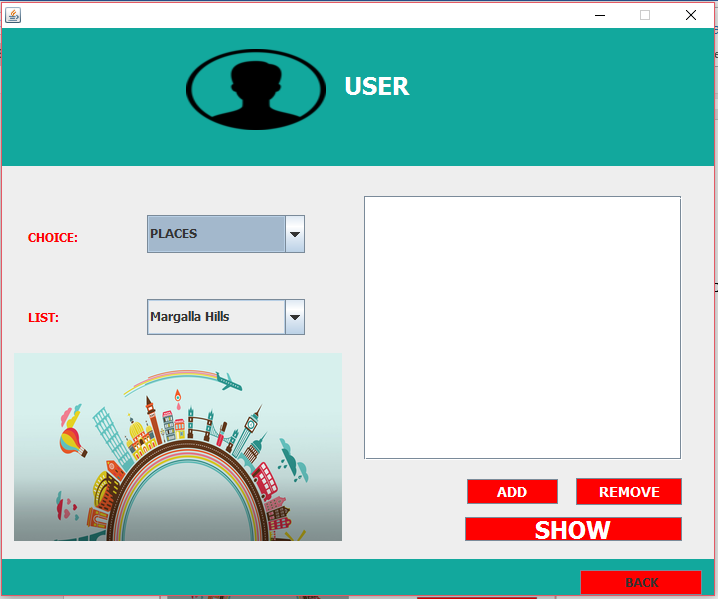 USER
CHOICE:
PLACES
LIST:
Margalla Hills
ADD
REMOVE
SHOW
BACK